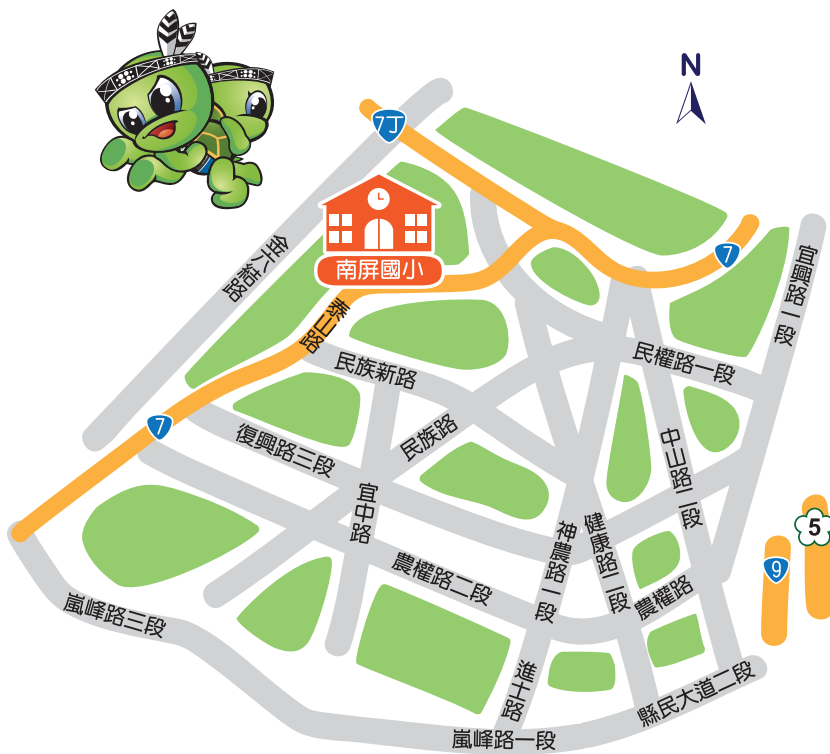 N
7丁
金六結路
南屏國小
7
宜興路一段
泰山路
民族新路
民權路一段
7
復興路三段
民族路
中山路二段
宜中路
5
神農路一段
健康路二段
9
農權路二段
農權路
嵐峰路三段
進士路
縣民大道二段
嵐峰路一段